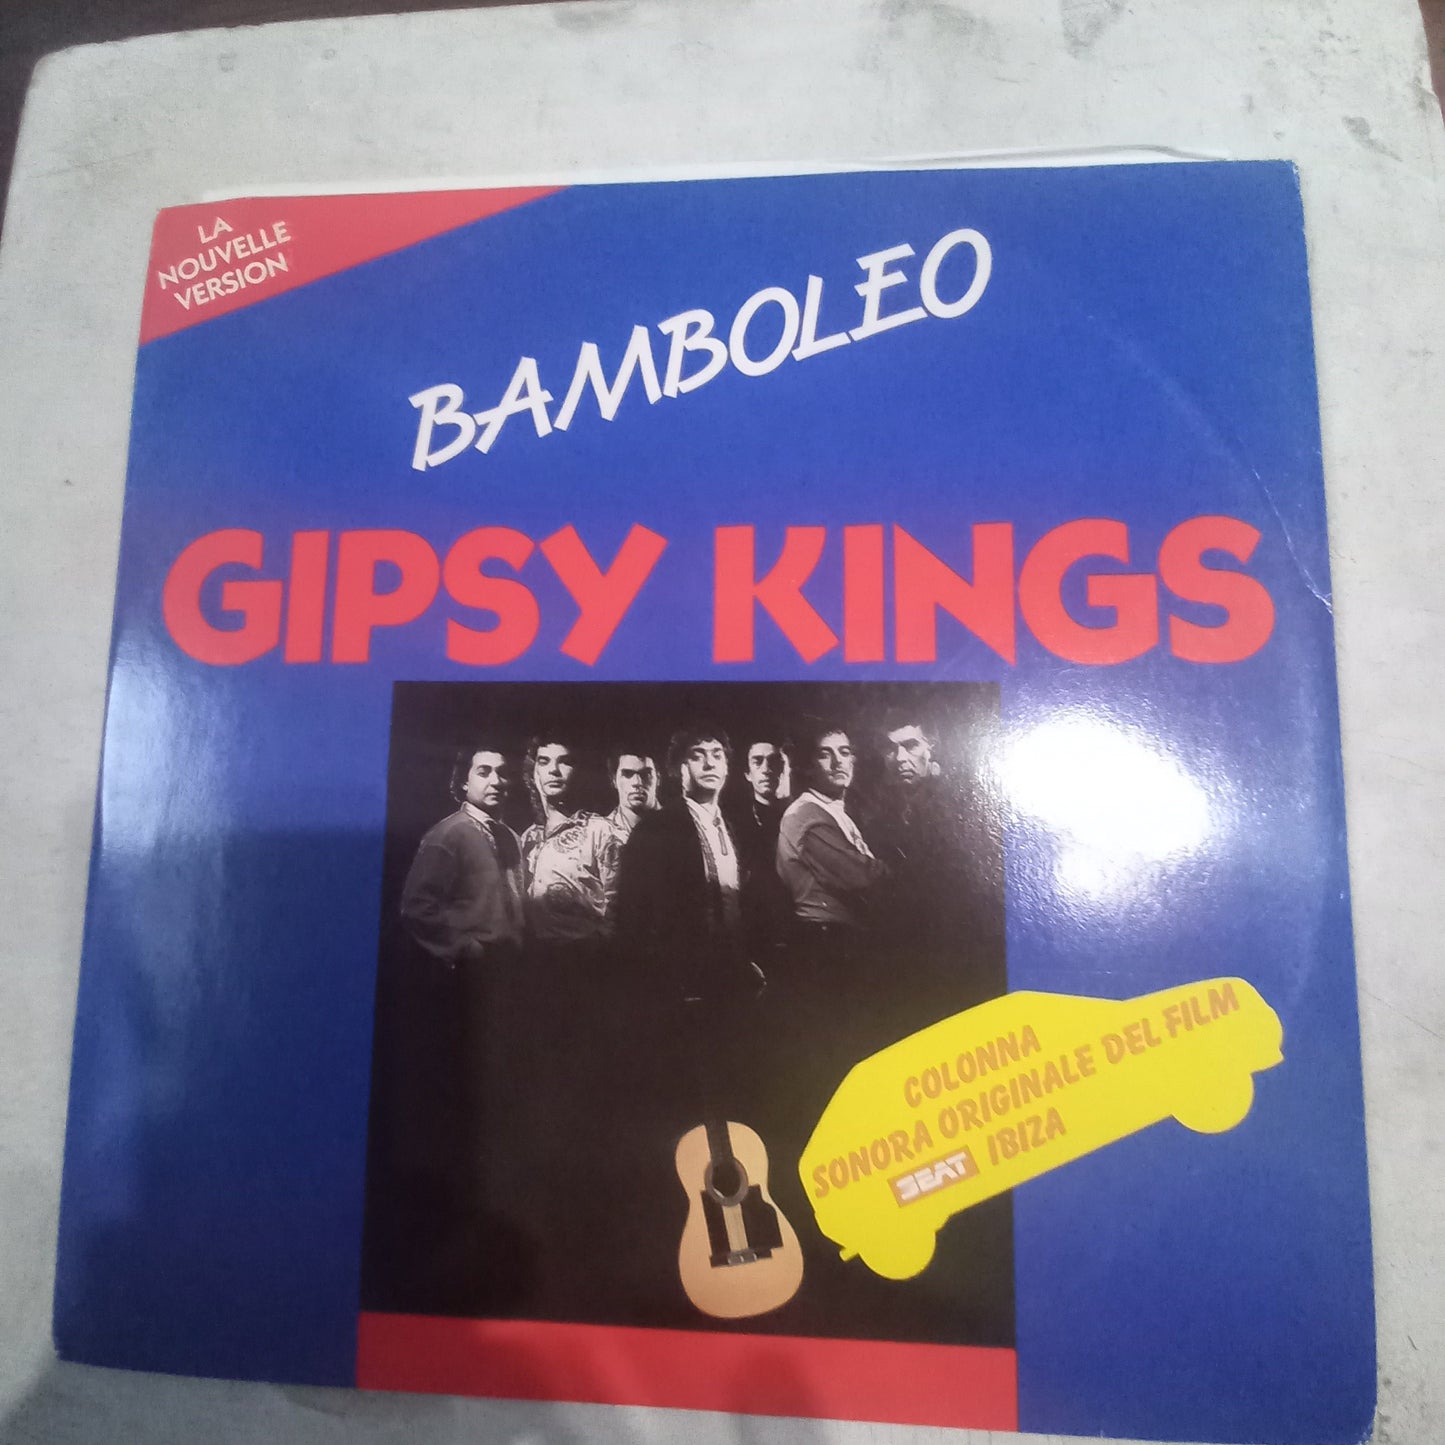 LA
NOUVELLE
VERSION
BAMBOLEO
GIPSY KINGS
COLONNA
SONORA ORIGINALE DEL FILM
SEAT IBIZA